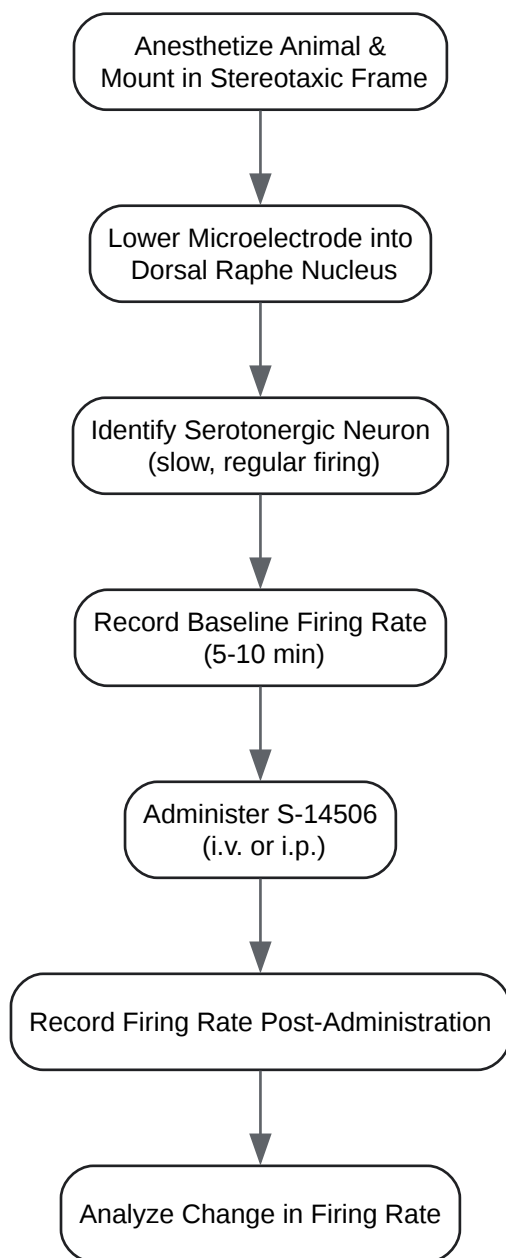 Anesthetize Animal &
Mount in Stereotaxic Frame
Lower Microelectrode into
Dorsal Raphe Nucleus
Identify Serotonergic Neuron
(slow, regular firing)
Record Baseline Firing Rate
(5-10 min)
Administer S-14506
(i.v. or i.p.)
Record Firing Rate Post-Administration
Analyze Change in Firing Rate